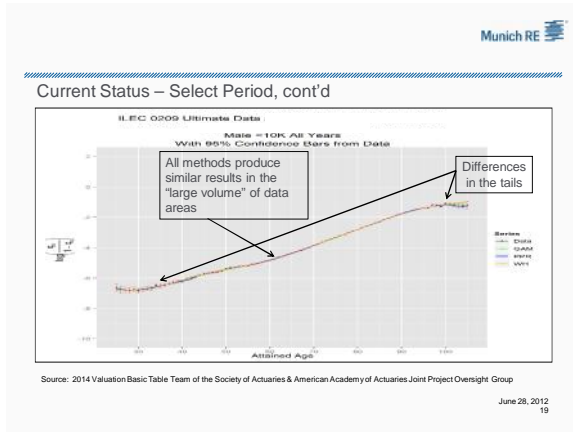 Munich RE
Current Status – Select Period, cont'd
ILEC 0209 Ultimate Data
Male <10K All Years
With 95% Confidence Bars from Data
All methods produce
similar results in the
"large volume" of data
areas
Differences
in the tails
Series
Data
GAM
WH
Attained Age
Source: 2014 Valuation Basic Table Team of the Society of Actuaries & American Academy of Actuaries Joint Project Oversight Group
June 28, 2012
19